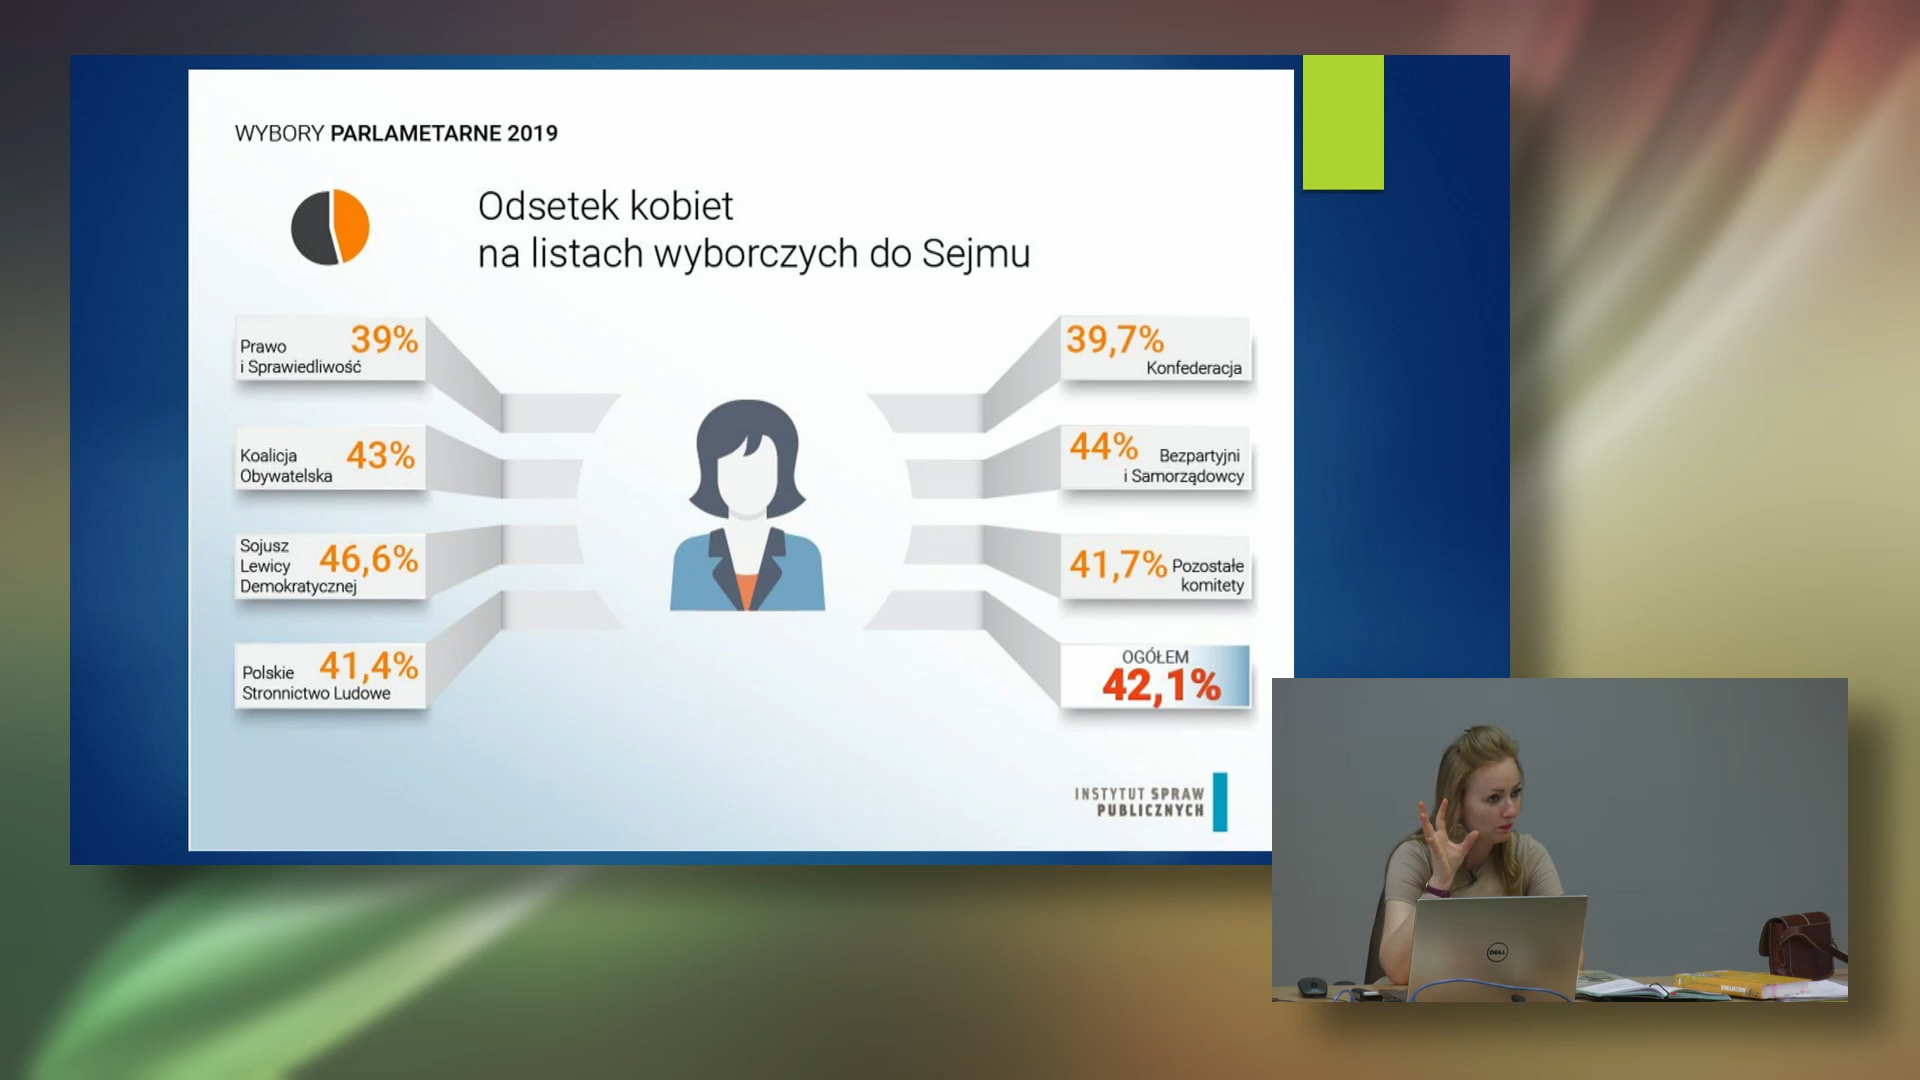 WYBORY PARLAMETARNE 2019
Odsetek kobiet
na listach wyborczych do Sejmu
Prawo 39%
i Sprawiedliwość
Koalicja 43%
Obywatelska
Sojusz
Lewicy 46,6%
Demokratycznej
Polskie 41,4%
Stronnictwo Ludowe
39,7%
Konfederacja
44% Bezpartyjni
i Samorządowcy
41,7% Pozostałe
komitety
OGÓŁEM
42,1%
INSTYTUT SPRAW
PUBLICZNYCH
DELL